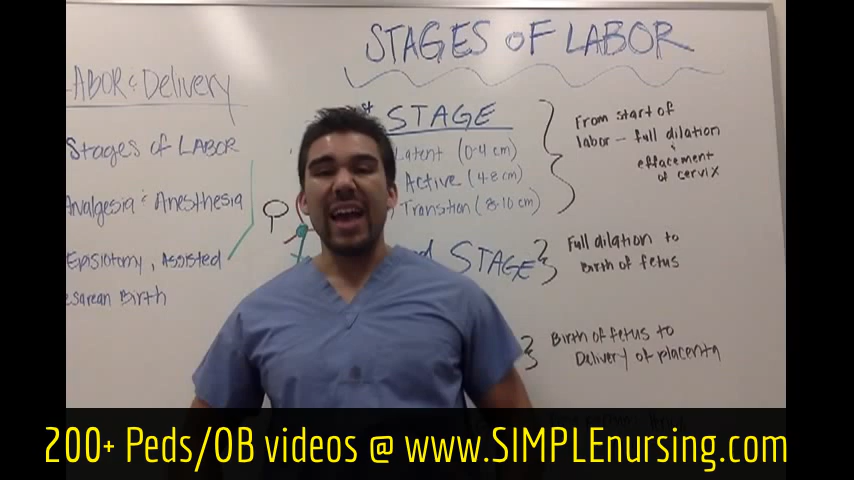 STAGES OF LABOR
LABOR & Delivery
Stages of LABOR
Analgesia & Anesthesia
Episiotomy, Assisted
Birth
st STAGE
Latent (0-4 cm)
Active (4-8 cm)
Transition (8-10 cm)
From start of
labor - full dilation
&
effacement
of cervix
STAGE
Full dilation to
Birth of fetus
Birth of fetus to
Delivery of placenta
200+ Peds/OB videos @ www.SIMPLEnursing.com